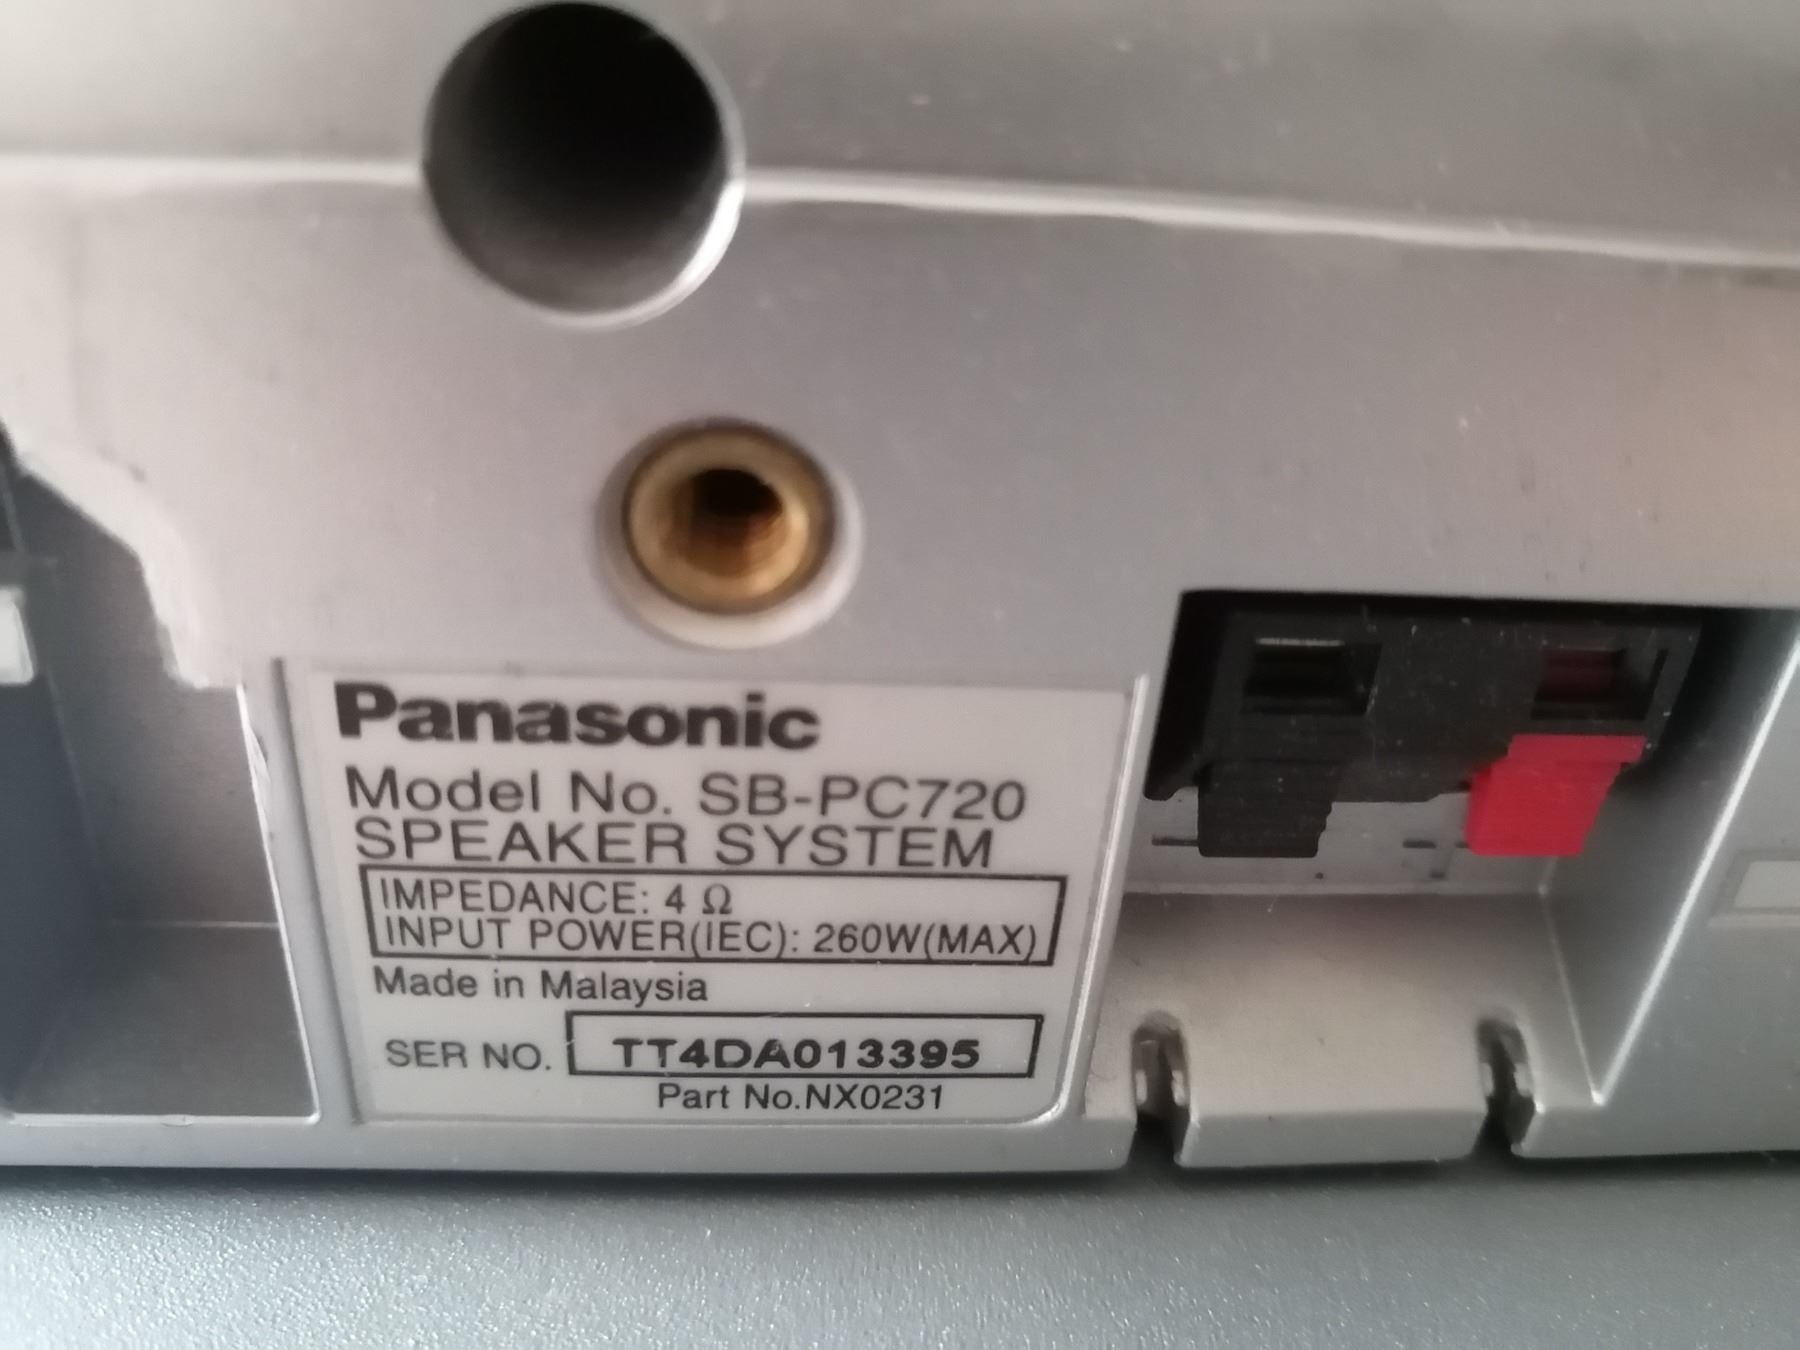 Panasonic
Model No. SB-PC720
SPEAKER SYSTEM
IMPEDANCE: 4 Ω
INPUT POWER(IEC): 260W(MAX)
Made in Malaysia
SER NO. TT4DA013395
Part No.NX0231